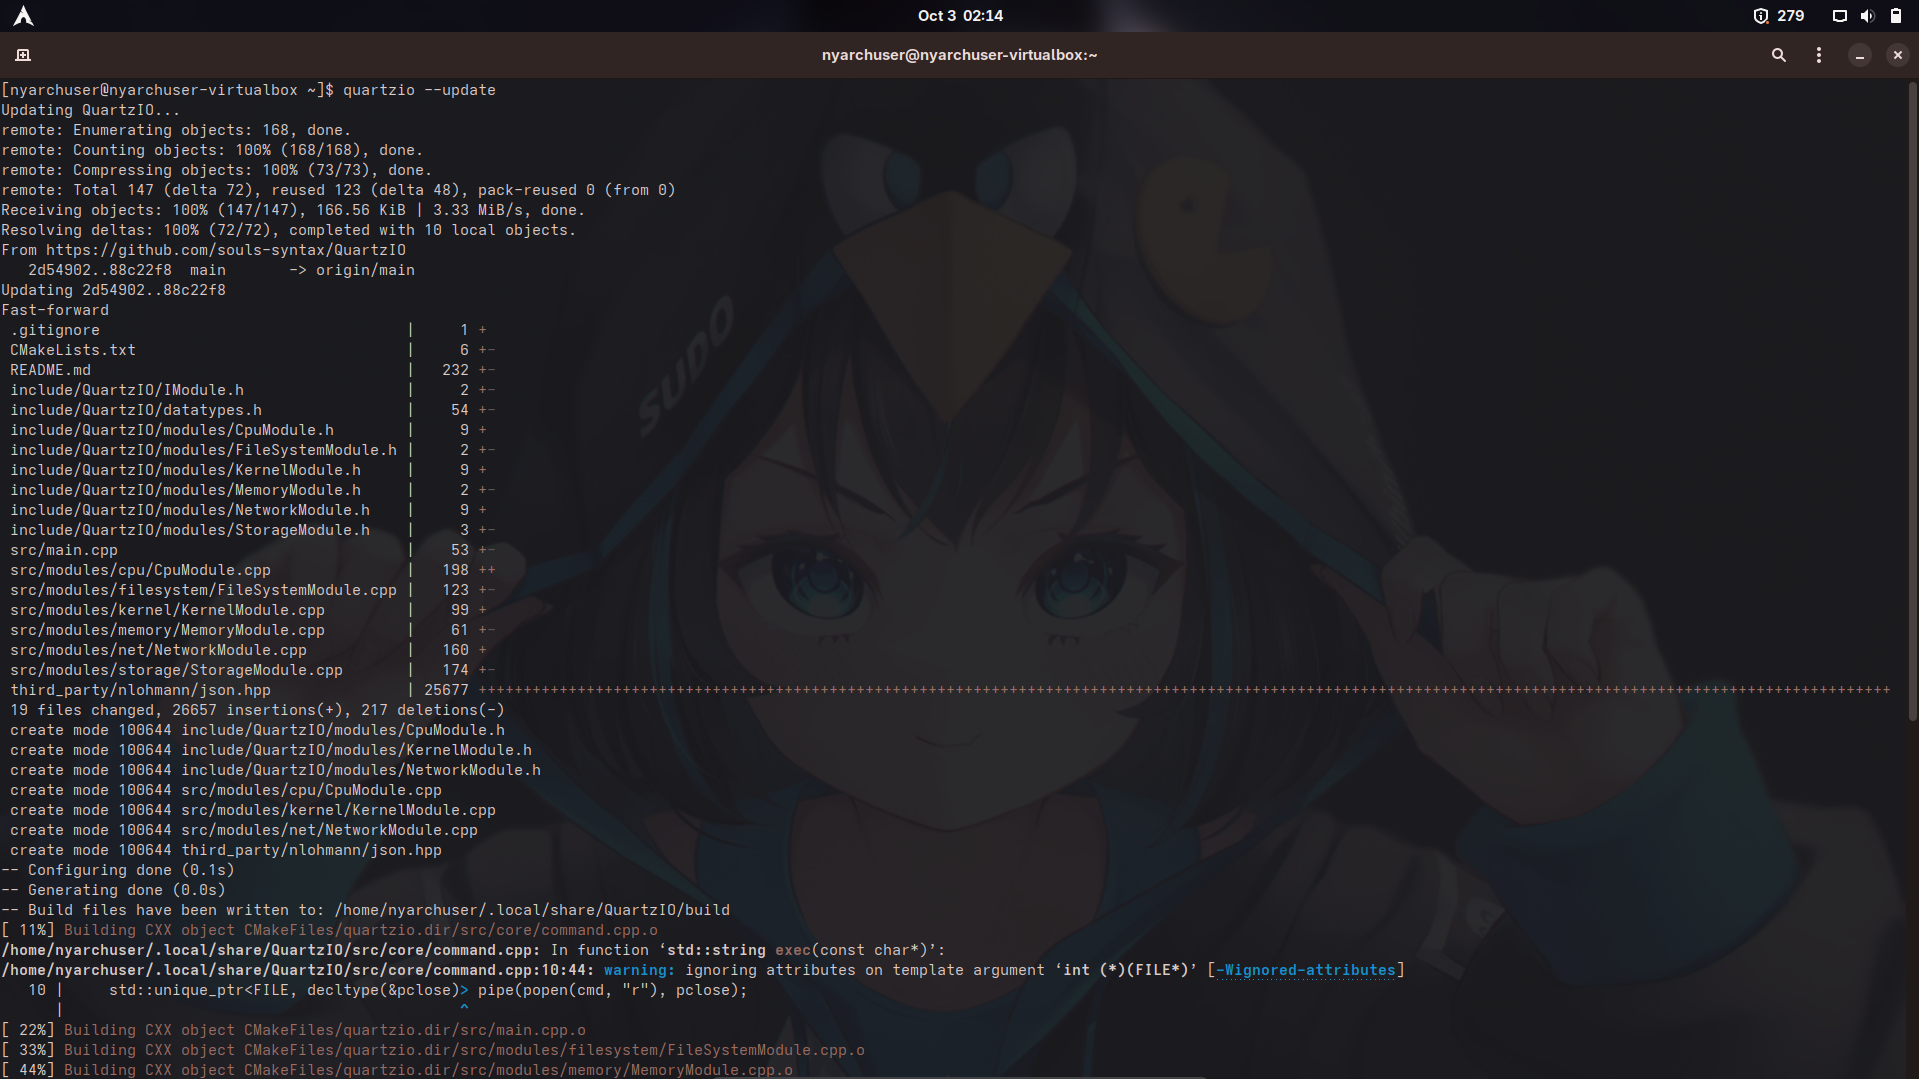 Oct 3 02:14
279
nyarchuser@nyarchuser-virtualbox:~
[nyarchuser@nyarchuser-virtualbox ~]$ quartzio --update
Updating QuartzIO...
remote: Enumerating objects: 168, done.
remote: Counting objects: 100% (168/168), done.
remote: Compressing objects: 100% (73/73), done.
remote: Total 147 (delta 72), reused 123 (delta 48), pack-reused 0 (from 0)
Receiving objects: 100% (147/147), 166.56 KiB | 3.33 MiB/s, done.
Resolving deltas: 100% (72/72), completed with 10 local objects.
From https://github.com/souls-syntax/QuartzIO
   2d54902..88c22f8  main       -> origin/main
Updating 2d54902..88c22f8
Fast-forward
 .gitignore                                  |     1 +
 CMakeLists.txt                              |     6 +-
 README.md                                   |   232 +-
 include/QuartzIO/IModule.h                  |     2 +-
 include/QuartzIO/datatypes.h                |    54 +-
 include/QuartzIO/modules/CpuModule.h        |     9 +
 include/QuartzIO/modules/FileSystemModule.h |     2 +-
 include/QuartzIO/modules/KernelModule.h     |     9 +
 include/QuartzIO/modules/MemoryModule.h     |     2 +-
 include/QuartzIO/modules/NetworkModule.h    |     9 +
 include/QuartzIO/modules/StorageModule.h    |     3 +-
 src/main.cpp                                |    53 +-
 src/modules/cpu/CpuModule.cpp               |   198 ++
 src/modules/filesystem/FileSystemModule.cpp |   123 +-
 src/modules/kernel/KernelModule.cpp         |    99 +
 src/modules/memory/MemoryModule.cpp         |    61 +-
 src/modules/net/NetworkModule.cpp           |   160 +
 src/modules/storage/StorageModule.cpp       |   174 +-
 third_party/nlohmann/json.hpp               | 25677 +++++++++++++++++++++++++++++++++++++++++++++++++++++++++++++++++++++++++++++++++++++++++++++++++++++++++++++++++++++++++++++++++++++++++++++++++++++++++++++
 19 files changed, 26657 insertions(+), 217 deletions(-)
 create mode 100644 include/QuartzIO/modules/CpuModule.h
 create mode 100644 include/QuartzIO/modules/KernelModule.h
 create mode 100644 include/QuartzIO/modules/NetworkModule.h
 create mode 100644 src/modules/cpu/CpuModule.cpp
 create mode 100644 src/modules/kernel/KernelModule.cpp
 create mode 100644 src/modules/net/NetworkModule.cpp
 create mode 100644 third_party/nlohmann/json.hpp
-- Configuring done (0.1s)
-- Generating done (0.0s)
-- Build files have been written to: /home/nyarchuser/.local/share/QuartzIO/build
[ 11%] Building CXX object CMakeFiles/quartzio.dir/src/core/command.cpp.o
/home/nyarchuser/.local/share/QuartzIO/src/core/command.cpp: In function ‘std::string exec(const char*)’:
/home/nyarchuser/.local/share/QuartzIO/src/core/command.cpp:10:44: warning: ignoring attributes on template argument ‘int (*)(FILE*)’ [-Wignored-attributes]
   10 |     std::unique_ptr<FILE, decltype(&pclose)> pipe(popen(cmd, "r"), pclose);
      |                                            ^
[ 22%] Building CXX object CMakeFiles/quartzio.dir/src/main.cpp.o
[ 33%] Building CXX object CMakeFiles/quartzio.dir/src/modules/filesystem/FileSystemModule.cpp.o
[ 44%] Building CXX object CMakeFiles/quartzio.dir/src/modules/memory/MemoryModule.cpp.o
SUDO